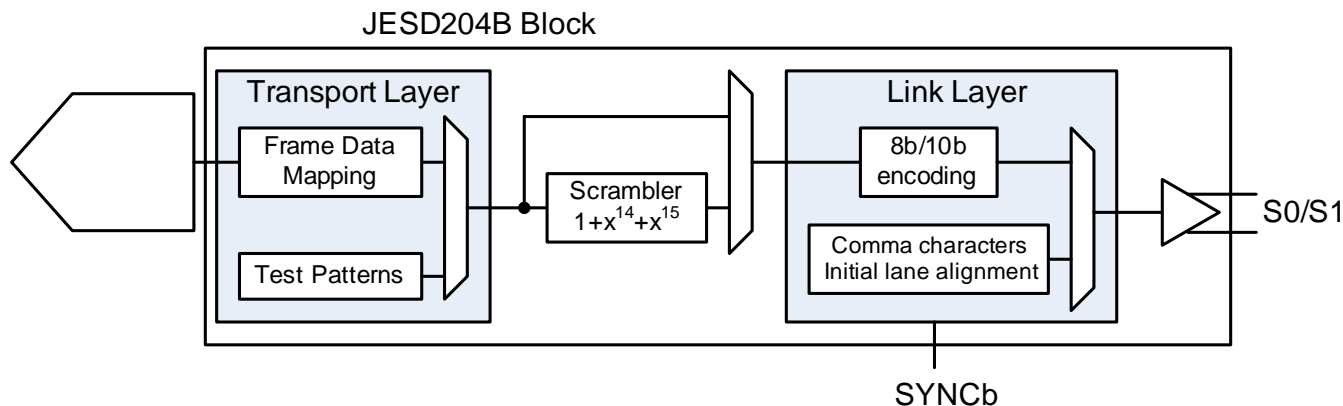 JESD204B Block
Transport Layer
Frame Data
Mapping
Test Patterns
Scrambler
1+x¹⁴+x¹⁵
Link Layer
8b/10b
encoding
Comma characters
Initial lane alignment
S0/S1
SYNCb